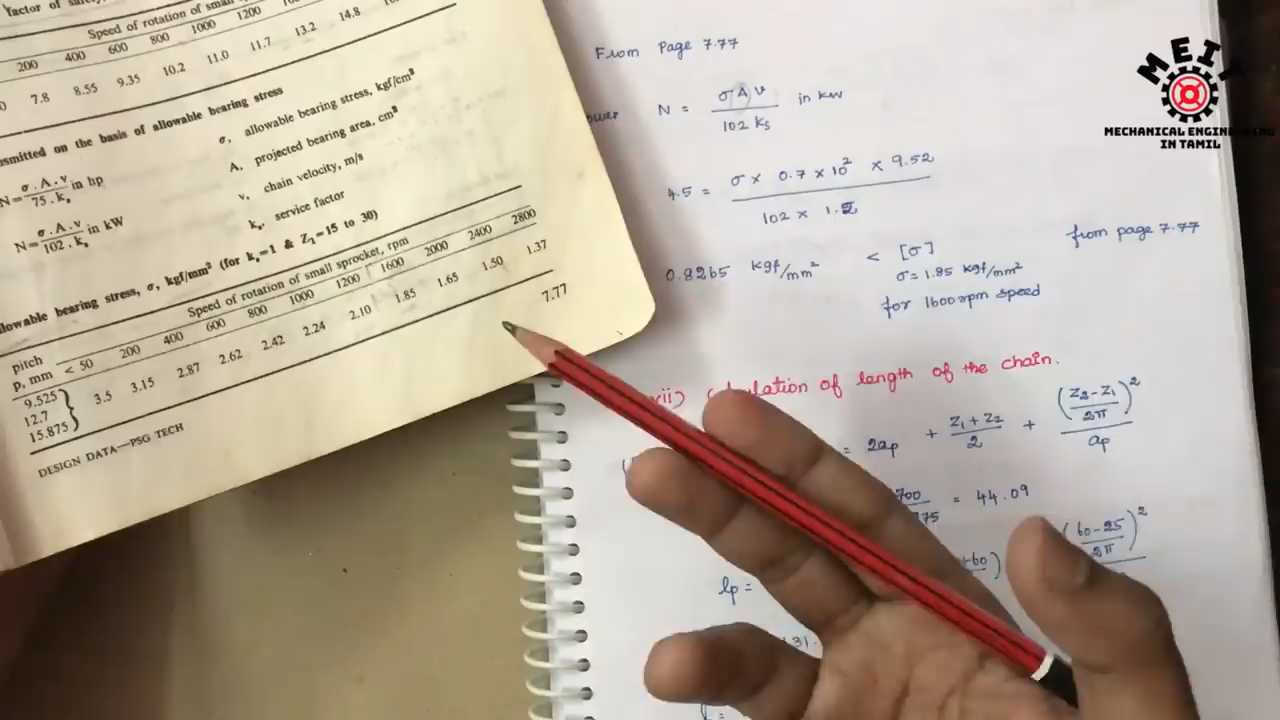 factor of
Speed of rotation of small
200 400 600 800 1000 1200
7.8 8.55 9.35 10.2 11.0 11.7 13.2 14.8
on the basis of allowable bearing stress
N = σ . A . v / 75 . ks in hp
N = σ . A . v / 102 . ks in kW
σ, allowable bearing stress, kgf/cm²
A, projected bearing area, cm²
v, chain velocity, m/s
ks, service factor
bearing stress, σ, kgf/mm² (for ks=1 & Z1=15 to 30)
Speed of rotation of small sprocket, rpm
pitch
p, mm < 50 200 400 600 800 1000 1200 1600 2000 2400 2800
9.525
12.7
15.875
3.5 3.15 2.87 2.62 2.42 2.24 2.10 1.85 1.65 1.50 1.37
7.77
DESIGN DATA—PSG TECH
From Page 7.77
N = σ A v / 102 ks in kw
4.5 = σ × 0.7 × 10² × 9.52 / 102 × 1.2
0.8265 kgf/mm² < [σ]
σ = 1.85 kgf/mm²
for 1600 rpm speed
from page 7.77
of length of the chain.
= 2ap + Z1 + Z2 / 2 + (Z2 - Z1 / 2π)² / ap
= 44.09
lp =
(60 - 25 / 2π)²
MECHANICAL ENGINEERING
IN TAMIL